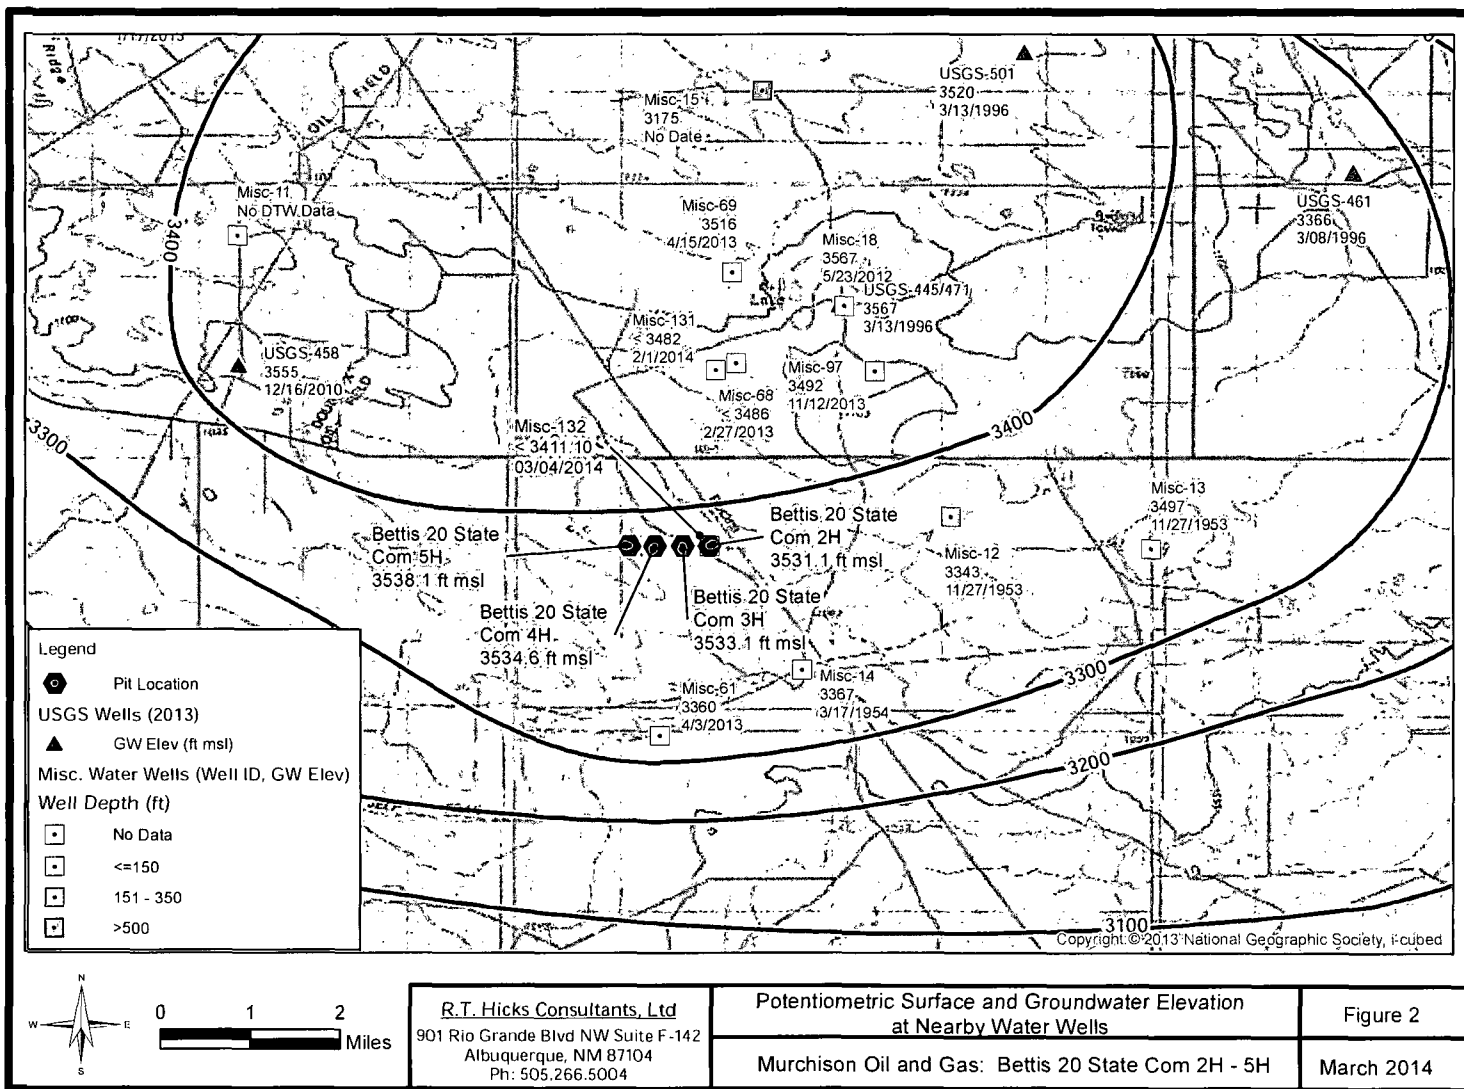 1/17/2013
Ridge
OIL FIELD
USGS-501
3520
3/13/1996
Misc-15
3175
No Date
USGS-461
3366
3/08/1996
Misc-11
No DTW Data
Misc-69
3516
4/15/2013
Misc-18
3567
5/23/2012
USGS-445/471
3567
3/13/1996
3400
Misc-131
< 3482
2/1/2014
USGS-458
3555
12/16/2010
Misc-97
3492
11/12/2013
Misc-68
< 3486
2/27/2013
3400
3300
Misc-132
< 3411.10
03/04/2014
Misc-13
3497
11/27/1953
Bettis 20 State
Com 2H
3531.1 ft msl
Bettis 20 State
Com 5H
3538.1 ft msl
Misc-12
3343
11/27/1953
Bettis 20 State
Com 4H
3534.6 ft msl
Bettis 20 State
Com 3H
3533.1 ft msl
Misc-14
3367
3/17/1954
Misc-61
3360
4/3/2013
3300
3200
3100
Legend
Pit Location
USGS Wells (2013)
GW Elev (ft msl)
Misc. Water Wells (Well ID, GW Elev)
Well Depth (ft)
No Data
<=150
151 - 350
>500
Copyright:© 2013 National Geographic Society, i-cubed
N
W E
S
0 1 2
Miles
R.T. Hicks Consultants, Ltd
901 Rio Grande Blvd NW Suite F-142
Albuquerque, NM 87104
Ph: 505.266.5004
Potentiometric Surface and Groundwater Elevation
at Nearby Water Wells
Murchison Oil and Gas: Bettis 20 State Com 2H - 5H
Figure 2
March 2014